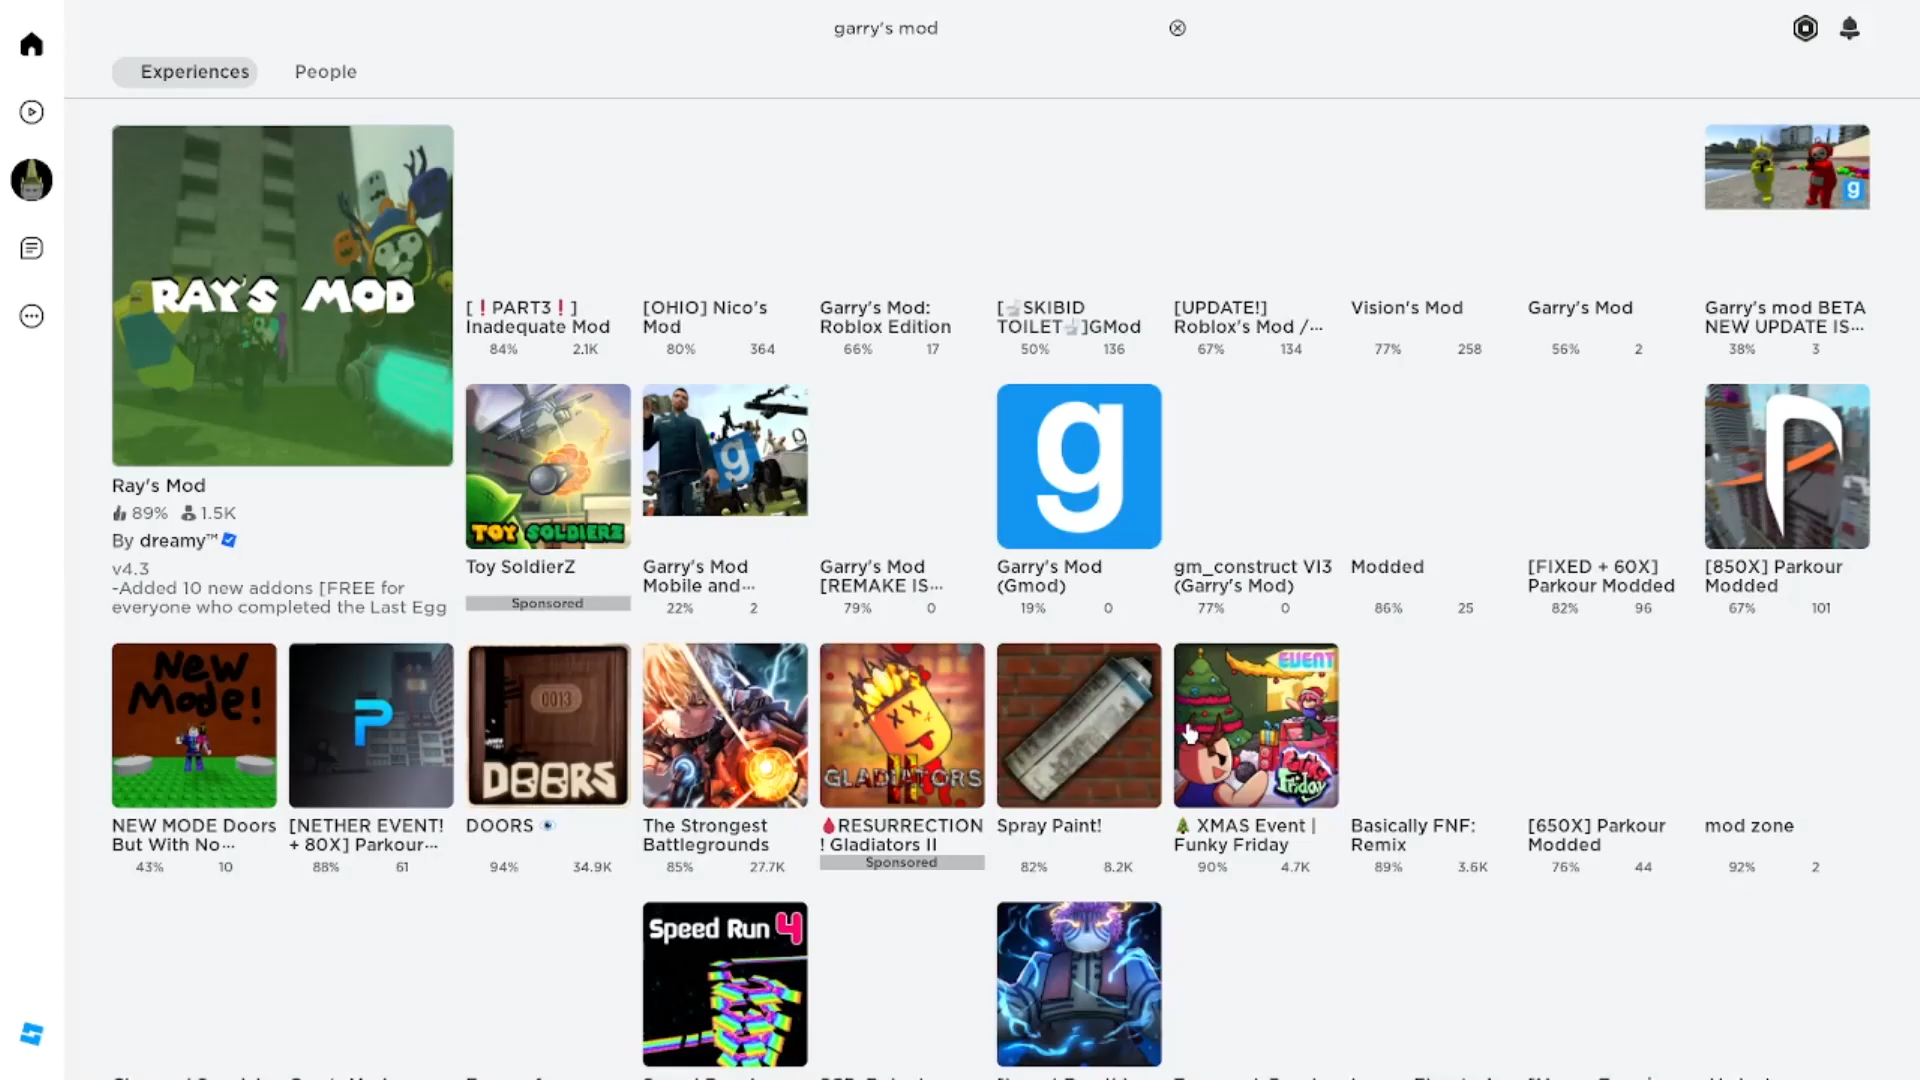 garry's mod
Experiences
People
RAY'S MOD
Ray's Mod
89% 1.5K
By dreamy™
v4.3
-Added 10 new addons [FREE for
everyone who completed the Last Egg
[❗PART3❗]
Inadequate Mod
84% 2.1K
[OHIO] Nico's
Mod
80% 364
Garry's Mod:
Roblox Edition
66% 17
[🚽SKIBID
TOILET🚽]GMod
50% 136
[UPDATE!]
Roblox's Mod /...
67% 134
Vision's Mod
77% 258
Garry's Mod
56% 2
g
Garry's mod BETA
NEW UPDATE IS...
38% 3
TOY SOLDIERZ
Toy SoldierZ
Sponsored
g
Garry's Mod
Mobile and...
22% 2
Garry's Mod
[REMAKE IS...
79% 0
g
Garry's Mod
(Gmod)
19% 0
gm_construct V13
(Garry's Mod)
77% 0
Modded
86% 25
[FIXED + 60X]
Parkour Modded
82% 96
[850X] Parkour
Modded
67% 101
New
Mode!
NEW MODE Doors
But With No...
43% 10
P
[NETHER EVENT!
+ 80X] Parkour...
88% 61
0013
DOORS
DOORS 👁️
94% 34.9K
The Strongest
Battlegrounds
85% 27.7K
GLADIATORS
II
🩸RESURRECTION
! Gladiators II
Sponsored
Spray Paint!
82% 8.2K
EVENT
Funky
Friday
🎄 XMAS Event |
Funky Friday
90% 4.7K
Basically FNF:
Remix
89% 3.6K
[650X] Parkour
Modded
76% 44
mod zone
92% 2
Speed Run 4